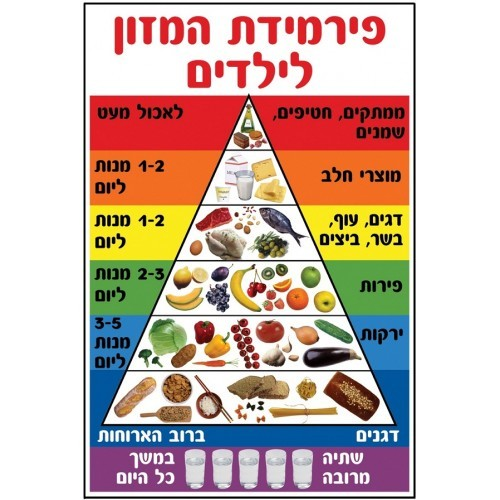 פירמידת המזון
לילדים
ממתקים, חטיפים,
שמנים
לאכול מעט
מוצרי חלב
1-2 מנות
ליום
דגים, עוף,
בשר, ביצים
1-2 מנות
ליום
פירות
2-3 מנות
ליום
ירקות
3-5
מנות
ליום
דגנים
ברוב הארוחות
שתיה
מרובה
במשך
כל היום